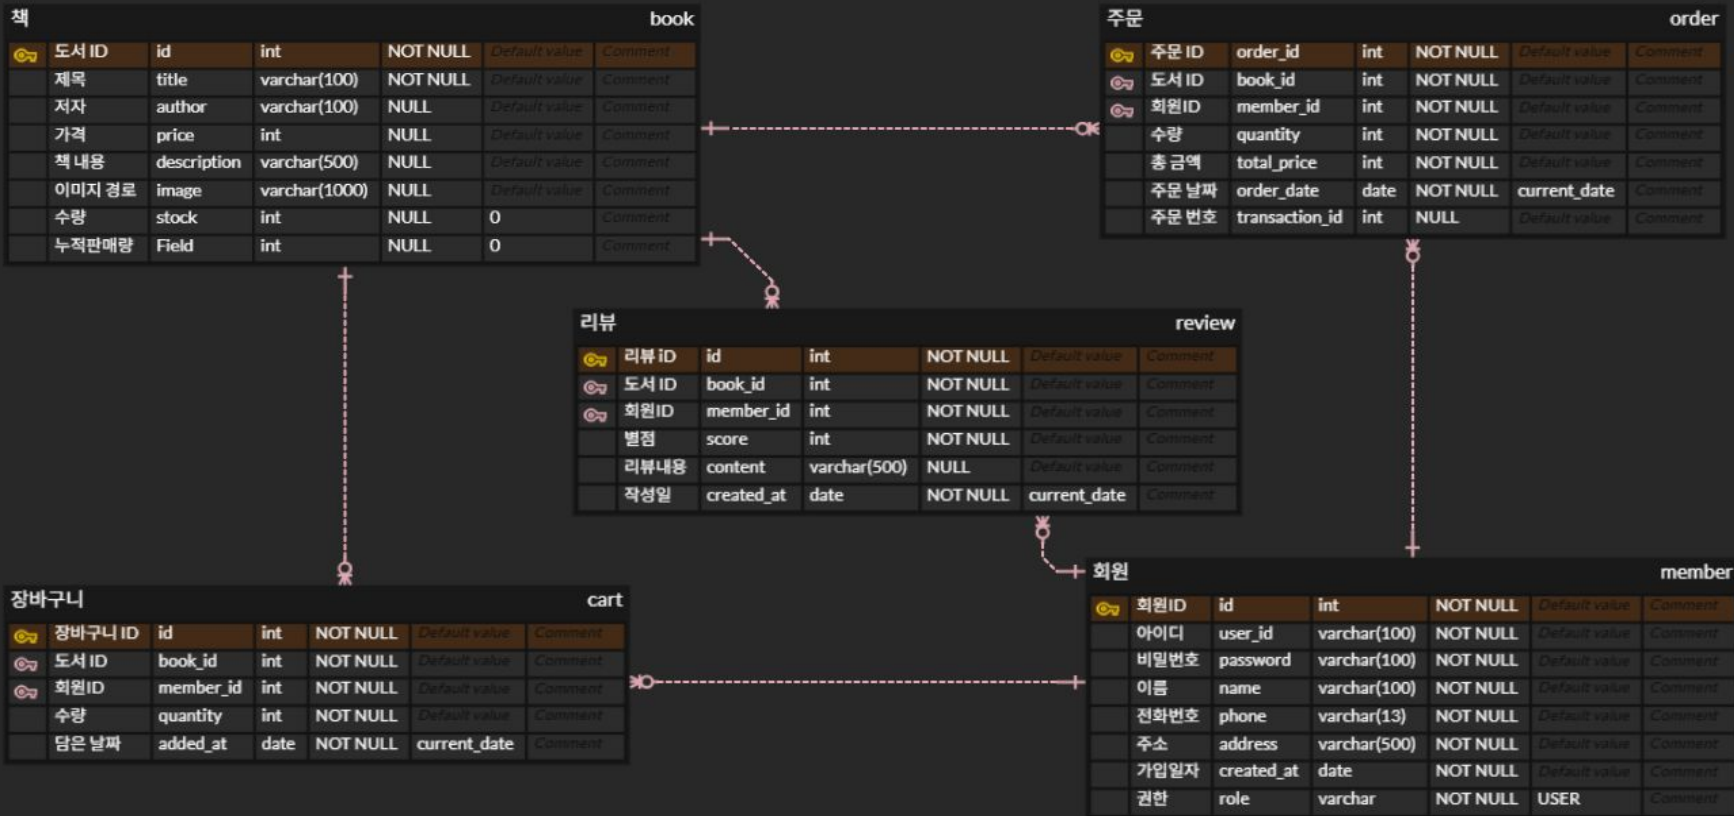 책 book
도서 ID id int NOT NULL Default value Comment
제목 title varchar(100) NOT NULL Default value Comment
저자 author varchar(100) NULL Default value Comment
가격 price int NULL Default value Comment
책 내용 description varchar(500) NULL Default value Comment
이미지 경로 image varchar(1000) NULL Default value Comment
수량 stock int NULL 0 Comment
누적판매량 Field int NULL 0 Comment
주문 order
주문 ID order_id int NOT NULL Default value Comment
도서 ID book_id int NOT NULL Default value Comment
회원ID member_id int NOT NULL Default value Comment
수량 quantity int NOT NULL Default value Comment
총 금액 total_price int NOT NULL Default value Comment
주문 날짜 order_date date NOT NULL current_date Comment
주문 번호 transaction_id int NULL Default value Comment
리뷰 review
리뷰 iD id int NOT NULL Default value Comment
도서 ID book_id int NOT NULL Default value Comment
회원ID member_id int NOT NULL Default value Comment
별점 score int NOT NULL Default value Comment
리뷰내용 content varchar(500) NULL Default value Comment
작성일 created_at date NOT NULL current_date Comment
장바구니 cart
장바구니 ID id int NOT NULL Default value Comment
도서 ID book_id int NOT NULL Default value Comment
회원ID member_id int NOT NULL Default value Comment
수량 quantity int NOT NULL Default value Comment
담은 날짜 added_at date NOT NULL current_date Comment
회원 member
회원ID id int NOT NULL Default value Comment
아이디 user_id varchar(100) NOT NULL Default value Comment
비밀번호 password varchar(100) NOT NULL Default value Comment
이름 name varchar(100) NOT NULL Default value Comment
전화번호 phone varchar(13) NOT NULL Default value Comment
주소 address varchar(500) NOT NULL Default value Comment
가입일자 created_at date NOT NULL Default value Comment
권한 role varchar NOT NULL USER Comment